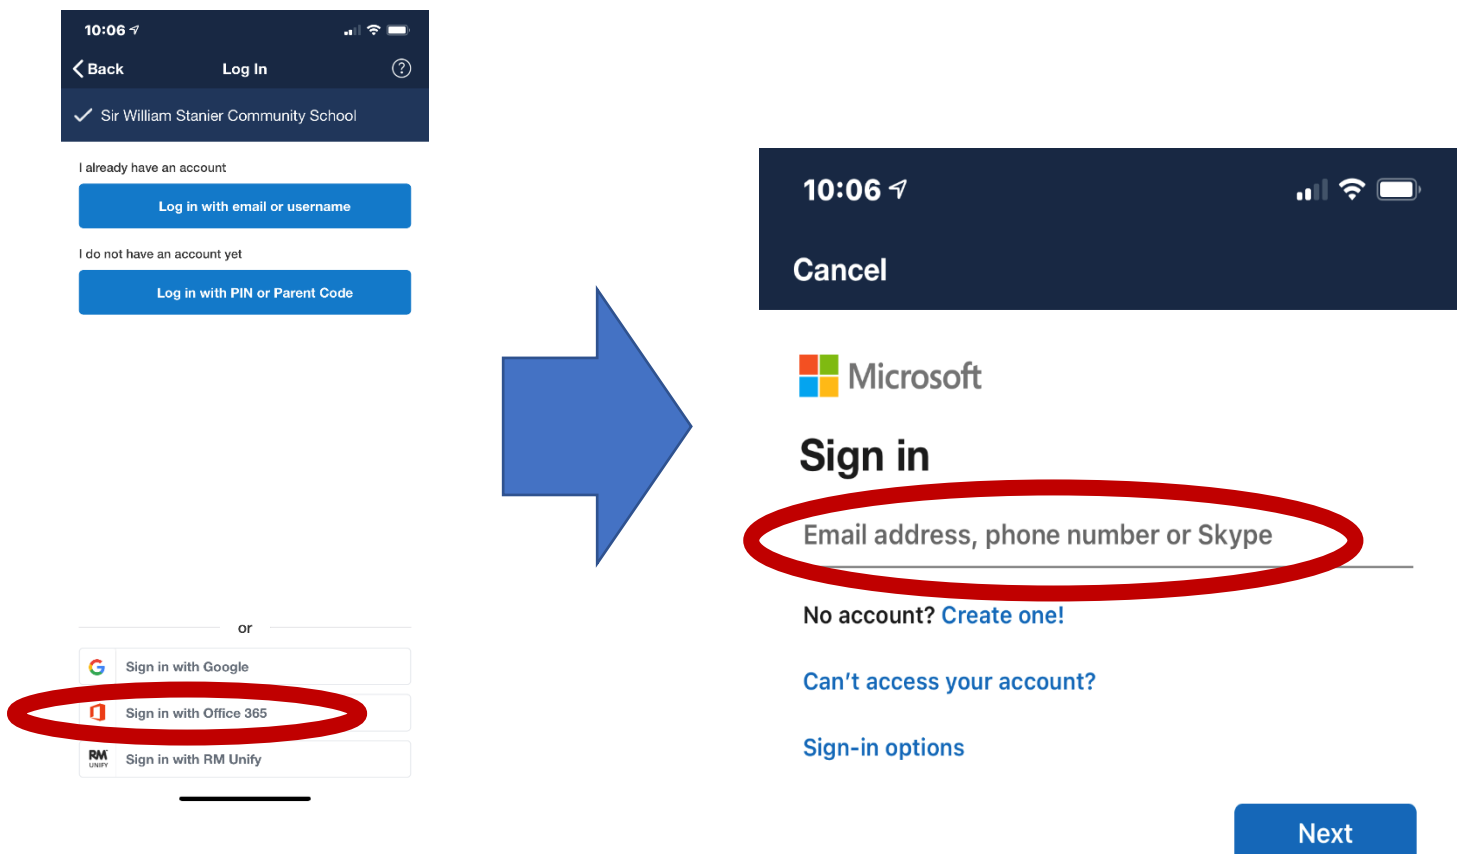 10:06
Back
Log In
?
Sir William Stanier Community School
I already have an account
Log in with email or username
I do not have an account yet
Log in with PIN or Parent Code
or
G
Sign in with Google
Sign in with Office 365
RM
UNIFY
Sign in with RM Unify
10:06
Cancel
Microsoft
Sign in
Email address, phone number or Skype
No account? Create one!
Can't access your account?
Sign-in options
Next